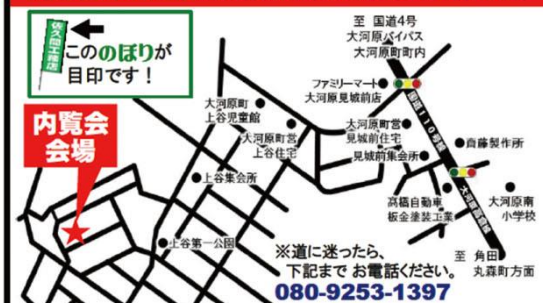 佐久間工務店
このぼりが
目印です！
内覧会
会場
至 国道4号
大河原バイパス
大河原町町内
ファミリーマート
大河原見城前店
大河原町
上谷児童館
大河原町営
上谷住宅
大河原町営
見城前住宅
見城前集会所
齊藤製作所
上谷集会所
髙橋自動車
板金塗装工業
大河原南
小学校
上谷第一公園
至 角田
丸森町方面
※道に迷ったら、
下記まで お電話ください。
080-9253-1397